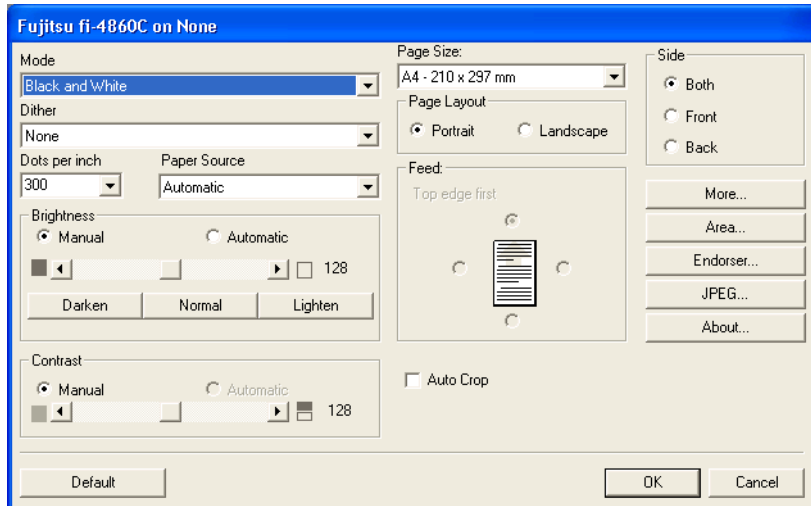 Fujitsu fi-4860C on None
Mode
Black and White
Dither
None
Dots per inch
Paper Source
300
Automatic
Brightness
Manual
Automatic
128
Darken
Normal
Lighten
Contrast
Manual
Automatic
128
Page Size:
A4 - 210 x 297 mm
Page Layout
Portrait
Landscape
Feed:
Top edge first
Auto Crop
Side
Both
Front
Back
More...
Area...
Endorser...
JPEG...
About...
Default
OK
Cancel